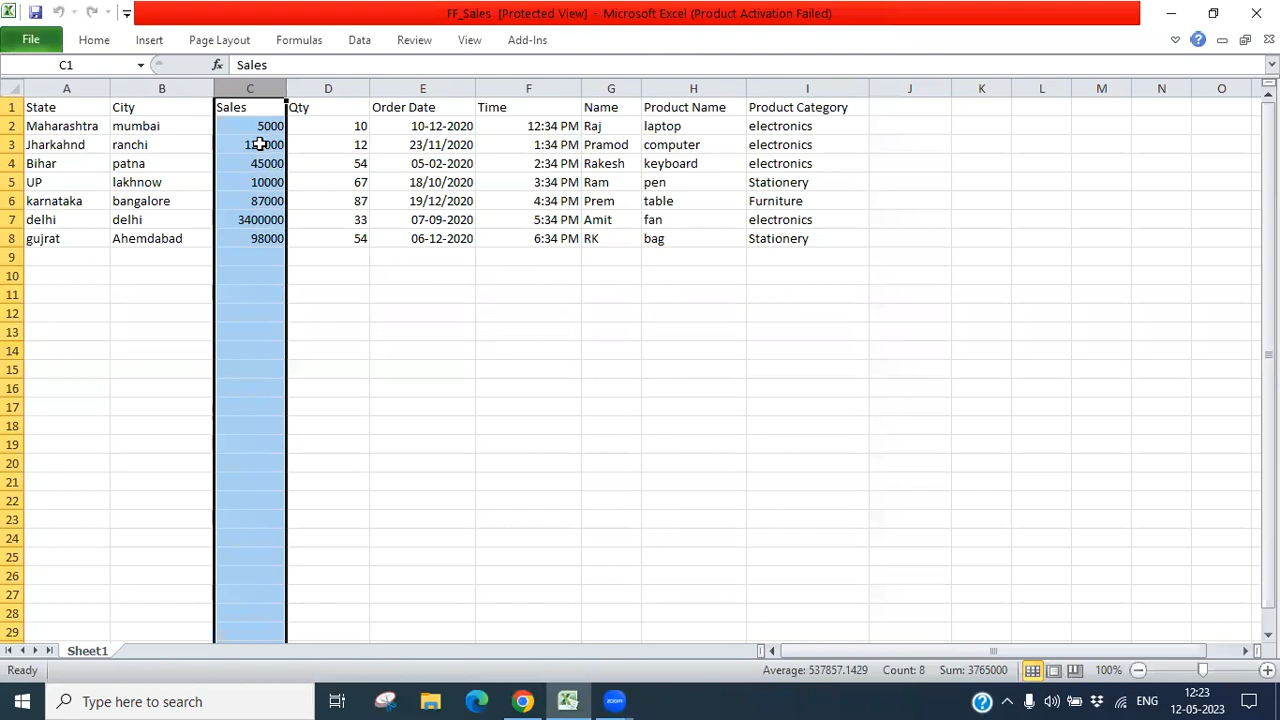 FF_Sales [Protected View] - Microsoft Excel (Product Activation Failed)
File Home Insert Page Layout Formulas Data Review View Add-Ins
C1 fx Sales
A B C D E F G H I J K L M N O
1 State City Sales Qty Order Date Time Name Product Name Product Category
2 Maharashtra mumbai 5000 10 10-12-2020 12:34 PM Raj laptop electronics
3 Jharkahnd ranchi 12 23/11/2020 1:34 PM Pramod computer electronics
4 Bihar patna 45000 54 05-02-2020 2:34 PM Rakesh keyboard electronics
5 UP lakhnow 10000 67 18/10/2020 3:34 PM Ram pen Stationery
6 karnataka bangalore 87000 87 19/12/2020 4:34 PM Prem table Furniture
7 delhi delhi 3400000 33 07-09-2020 5:34 PM Amit fan electronics
8 gujrat Ahemdabad 98000 54 06-12-2020 6:34 PM RK bag Stationery
9
10
11
12
13
14
15
16
17
18
19
20
21
22
23
24
25
26
27
28
29
Sheet1
Ready Average: 537857.1429 Count: 8 Sum: 3765000 100%
Type here to search zoom ENG 12:23
12-05-2023